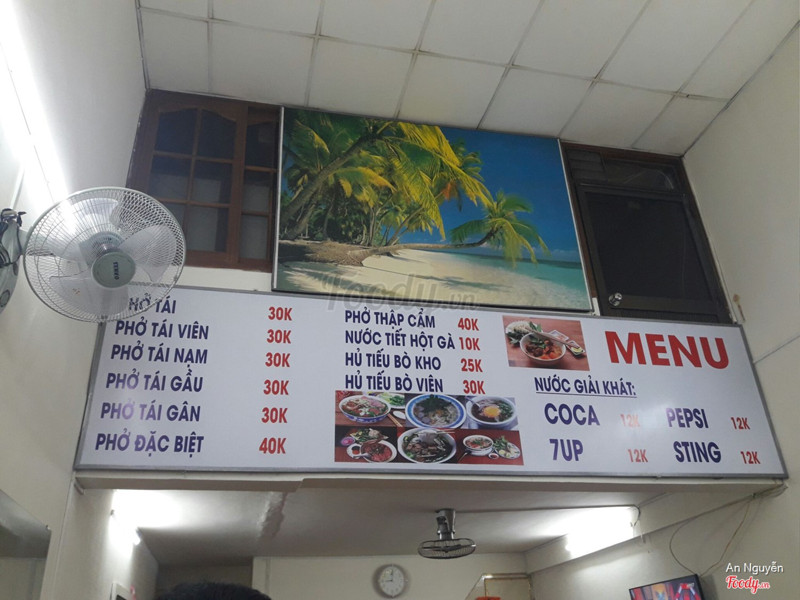 PHỞ TÁI 30K
PHỞ TÁI VIÊN 30K
PHỞ TÁI NẠM 30K
PHỞ TÁI GẦU 30K
PHỞ TÁI GÂN 30K
PHỞ ĐẶC BIỆT 40K
PHỞ THẬP CẨM 40K
NƯỚC TIẾT HỘT GÀ 10K
HỦ TIẾU BÒ KHO 25K
HỦ TIẾU BÒ VIÊN 30K
MENU
NƯỚC GIẢI KHÁT:
COCA 12K PEPSI 12K
7UP 12K STING 12K
Foody.vn
An Nguyễn
Foody.vn